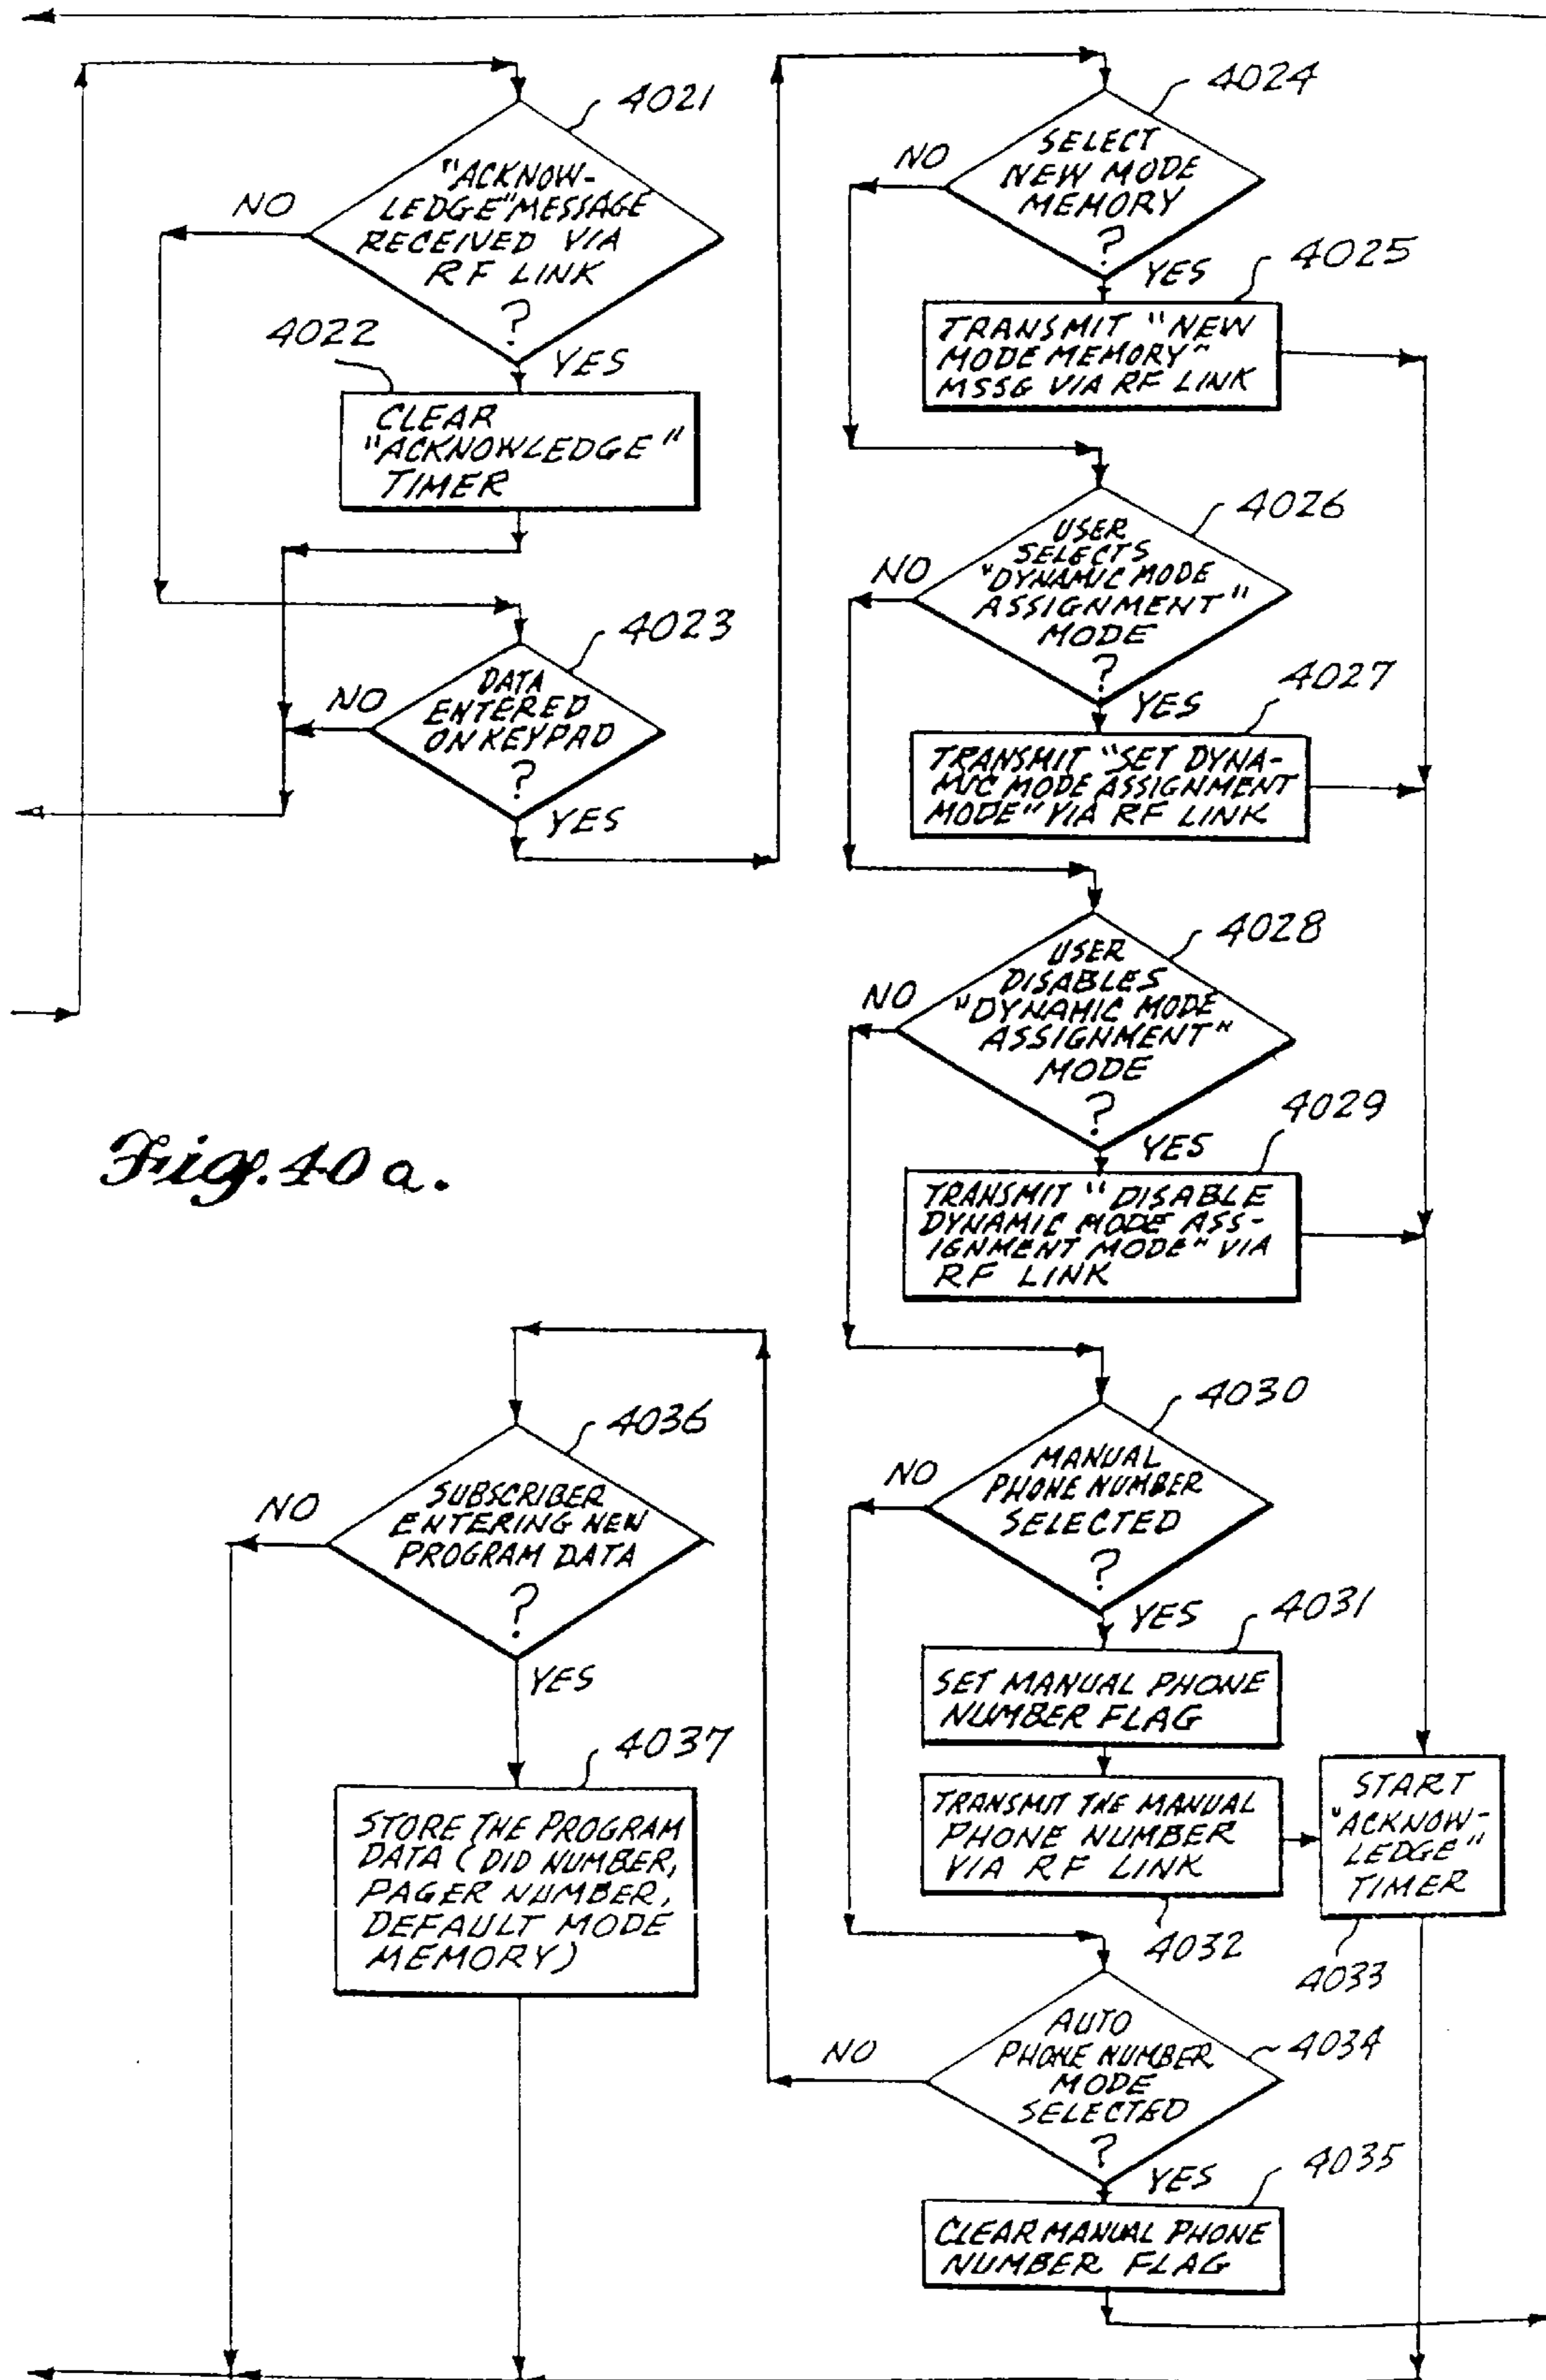 4021
"ACKNOW-
LEDGE" MESSAGE
RECEIVED VIA
RF LINK
?
NO
YES
4022
CLEAR
"ACKNOWLEDGE"
TIMER
4023
DATA
ENTERED
ON KEYPAD
?
NO
YES
4024
SELECT
NEW MODE
MEMORY
?
NO
YES
4025
TRANSMIT "NEW
MODE MEMORY"
MSSG VIA RF LINK
4026
USER
SELECTS
"DYNAMIC MODE
ASSIGNMENT"
MODE
?
NO
YES
4027
TRANSMIT "SET DYNA-
MIC MODE ASSIGNMENT
MODE" VIA RF LINK
4028
USER
DISABLES
"DYNAMIC MODE
ASSIGNMENT"
MODE
?
NO
YES
4029
TRANSMIT "DISABLE
DYNAMIC MODE ASS-
IGNMENT MODE" VIA
RF LINK
Fig. 40a.
4030
MANUAL
PHONE NUMBER
SELECTED
?
NO
YES
4031
SET MANUAL PHONE
NUMBER FLAG
TRANSMIT THE MANUAL
PHONE NUMBER
VIA RF LINK
4032
START
"ACKNOW-
LEDGE"
TIMER
4033
AUTO
PHONE NUMBER
MODE
SELECTED
?
4034
NO
YES
4035
CLEAR MANUAL PHONE
NUMBER FLAG
4036
SUBSCRIBER
ENTERING NEW
PROGRAM DATA
?
NO
YES
4037
STORE THE PROGRAM
DATA (DID NUMBER,
PAGER NUMBER,
DEFAULT MODE
MEMORY)